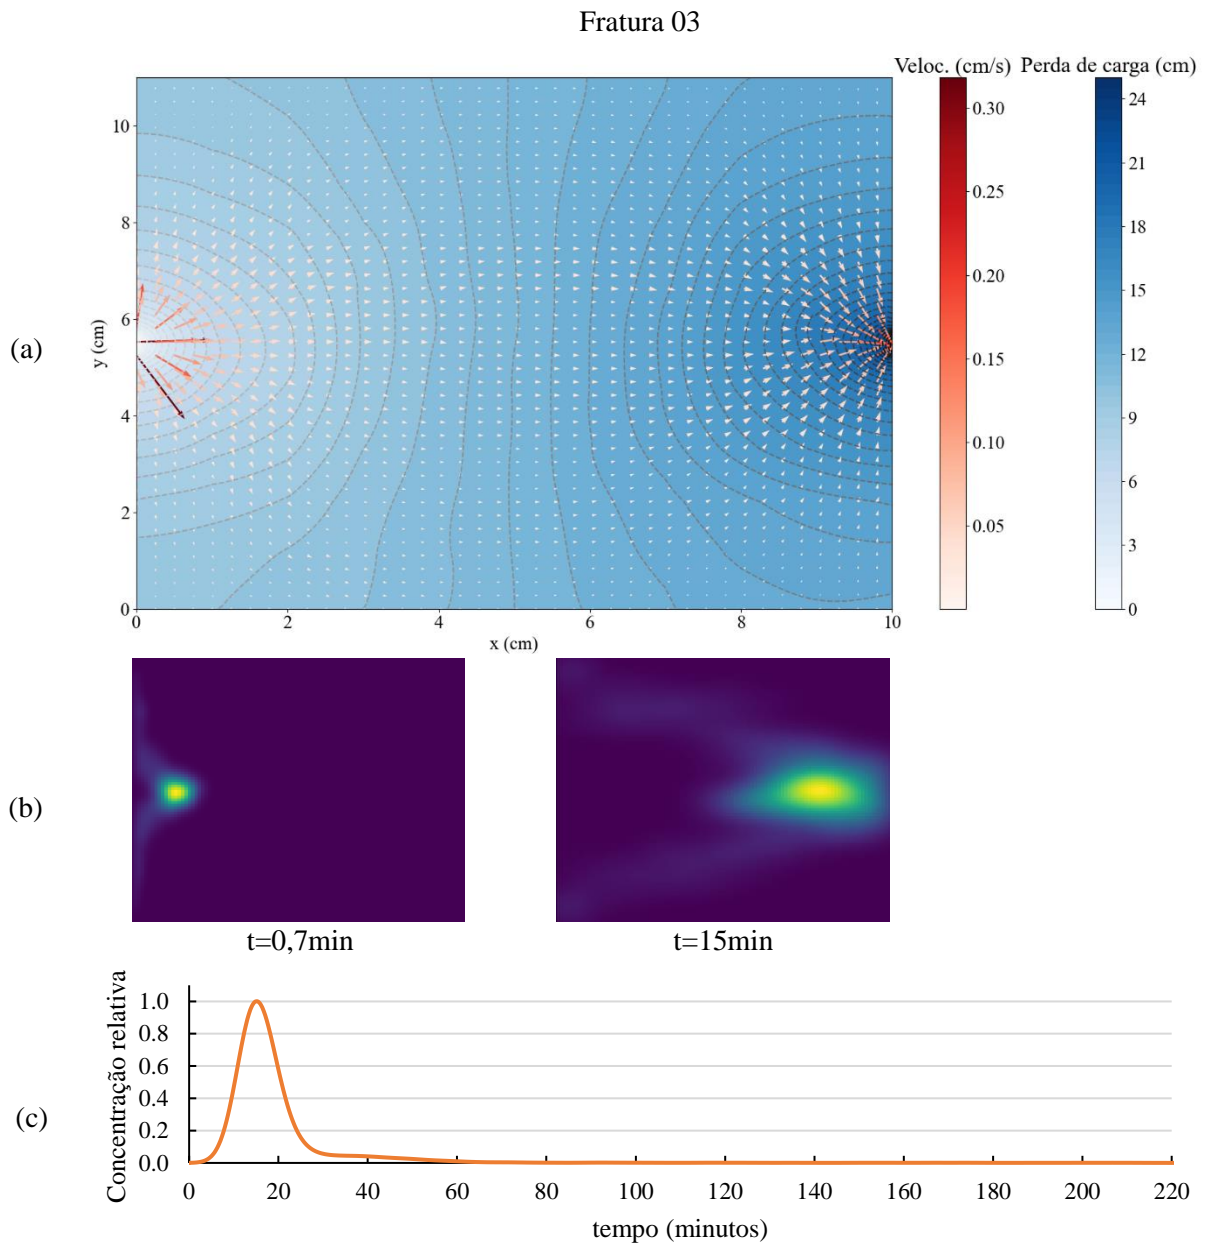 Fratura 03
Veloc. (cm/s) Perda de carga (cm)
(a)
y (cm)
10
8
6
4
2
0
0 2 4 6 8 10
x (cm)
0.30
0.25
0.20
0.15
0.10
0.05
24
21
18
15
12
9
6
3
0
(b)
t=0,7min t=15min
(c)
Concentração relativa
1.0
0.8
0.6
0.4
0.2
0.0
0 20 40 60 80 100 120 140 160 180 200 220
tempo (minutos)